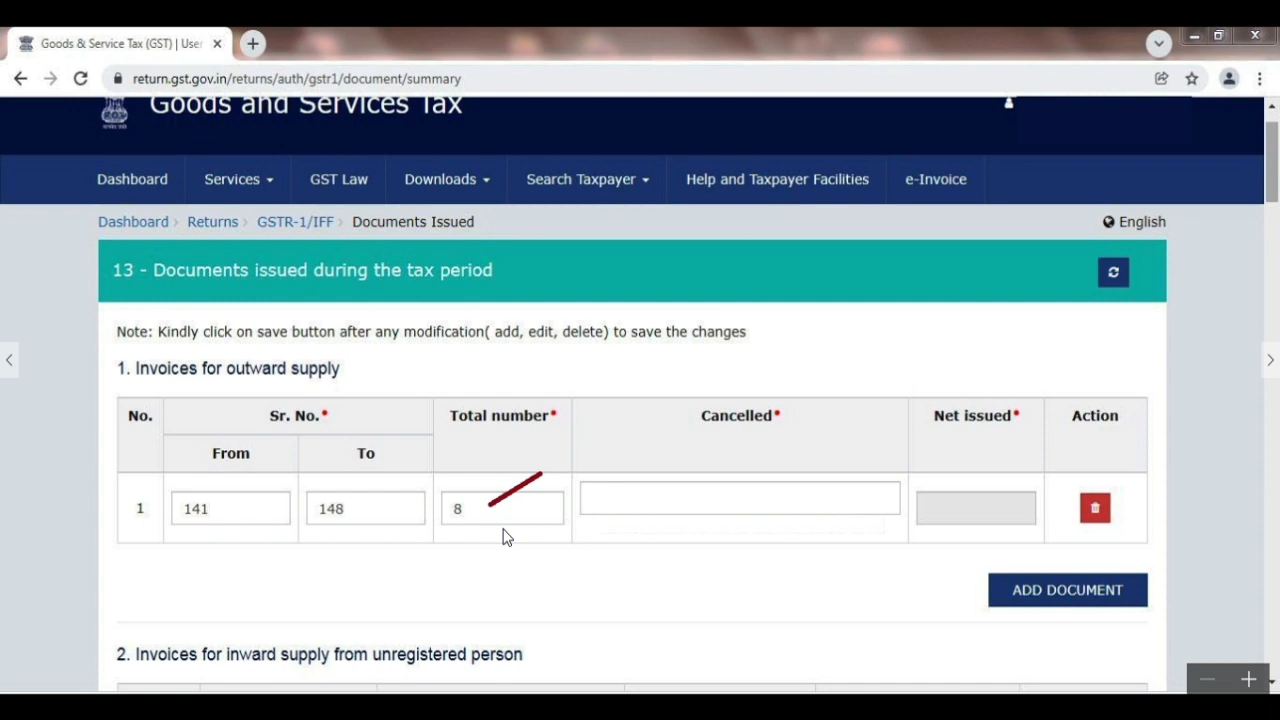 Goods & Service Tax (GST) | User
return.gst.gov.in/returns/auth/gstr1/document/summary
Goods and Services Tax
Dashboard Services GST Law Downloads Search Taxpayer Help and Taxpayer Facilities e-Invoice
Dashboard > Returns > GSTR-1/IFF > Documents Issued English
13 - Documents issued during the tax period
Note: Kindly click on save button after any modification( add, edit, delete) to save the changes
1. Invoices for outward supply
No. Sr. No.* Total number* Cancelled* Net issued* Action
From To
1 141 148 8
ADD DOCUMENT
2. Invoices for inward supply from unregistered person